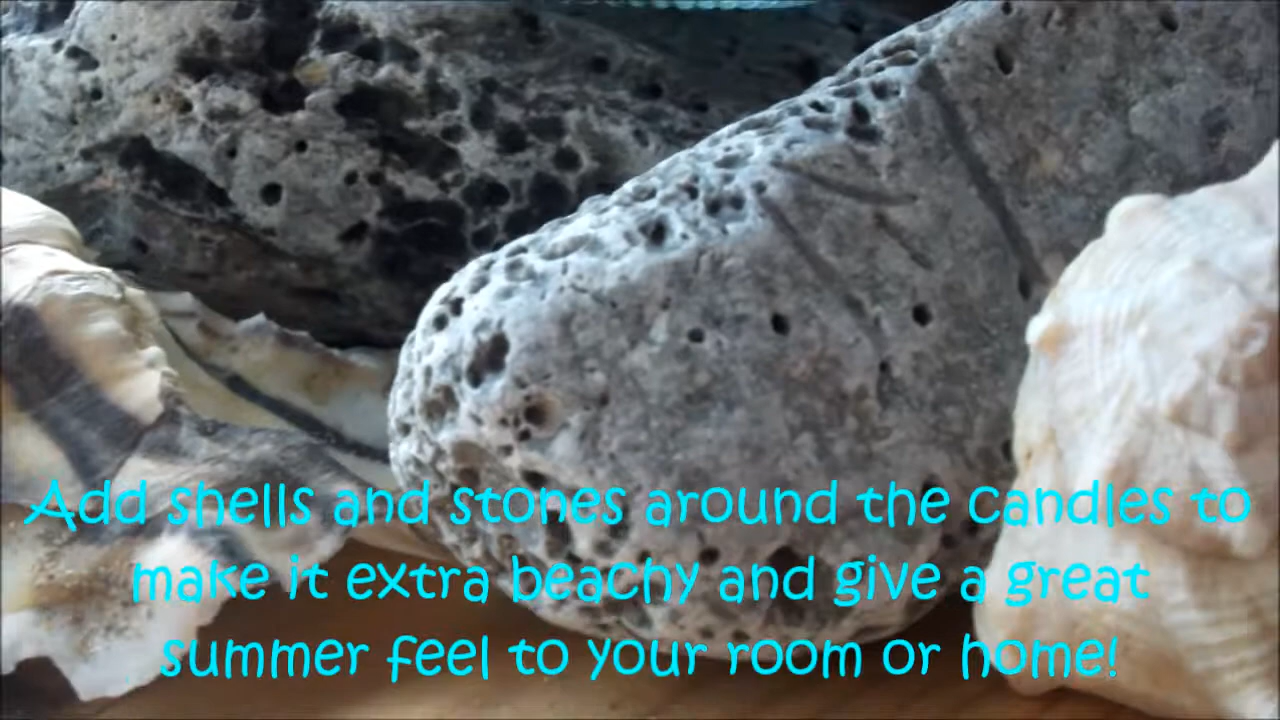 Add shells and stones around the candles to
make it extra beachy and give a great
summer feel to your room or home!